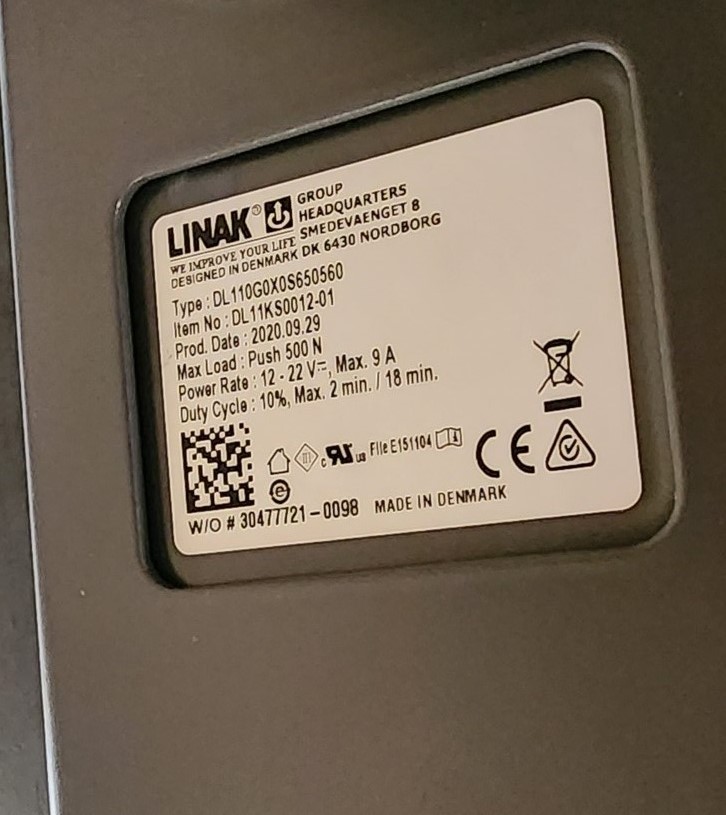 LINAK® GROUP
HEADQUARTERS
WE IMPROVE YOUR LIFE SMEDEVAENGET 8
DESIGNED IN DENMARK DK 6430 NORDBORG
Type : DL110G0X0S650560
Item No : DL11KS0012-01
Prod. Date : 2020.09.29
Max Load : Push 500 N
Power Rate : 12 - 22 V⎓, Max. 9 A
Duty Cycle : 10%, Max. 2 min. / 18 min.
c RU us File E151104 i CE
e
W/O # 30477721-0098 MADE IN DENMARK